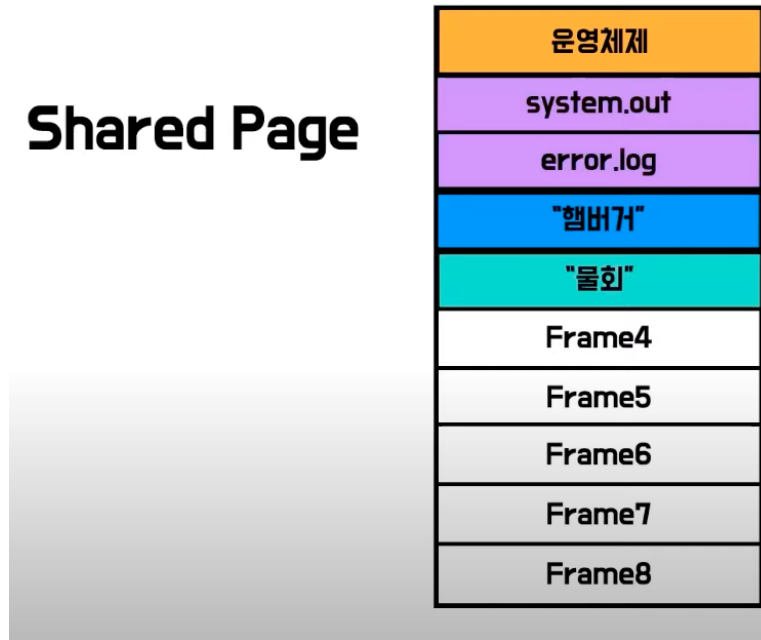 Shared Page
운영체제
system.out
error.log
"햄버거"
"물회"
Frame4
Frame5
Frame6
Frame7
Frame8